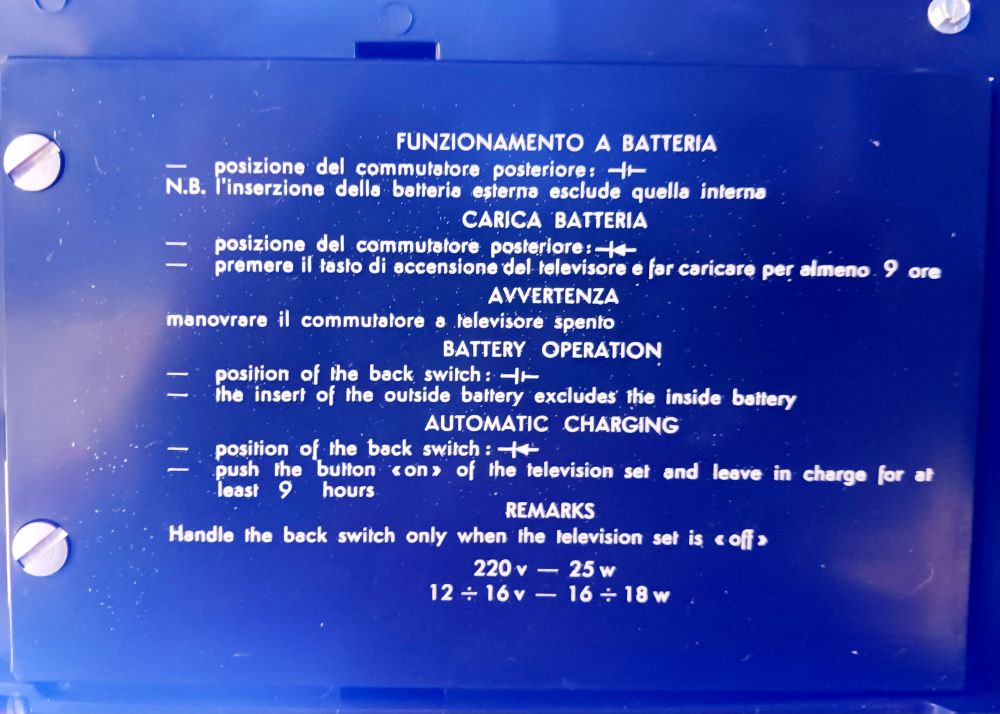 FUNZIONAMENTO A BATTERIA
— posizione del commutatore posteriore: ⊣⊢
N.B. l'inserzione della batteria esterna esclude quella interna
CARICA BATTERIA
— posizione del commutatore posteriore:
— premere il tasto di accensione del televisore e far caricare per almeno 9 ore
AVVERTENZA
manovrare il commutatore a televisore spento
BATTERY OPERATION
— position of the back switch: ⊣⊢
— the insert of the outside battery excludes the inside battery
AUTOMATIC CHARGING
— position of the back switch:
— push the button «on» of the television set and leave in charge for at
least 9 hours
REMARKS
Handle the back switch only when the television set is «off»
220 v — 25 w
12 ÷ 16 v — 16 ÷ 18 w